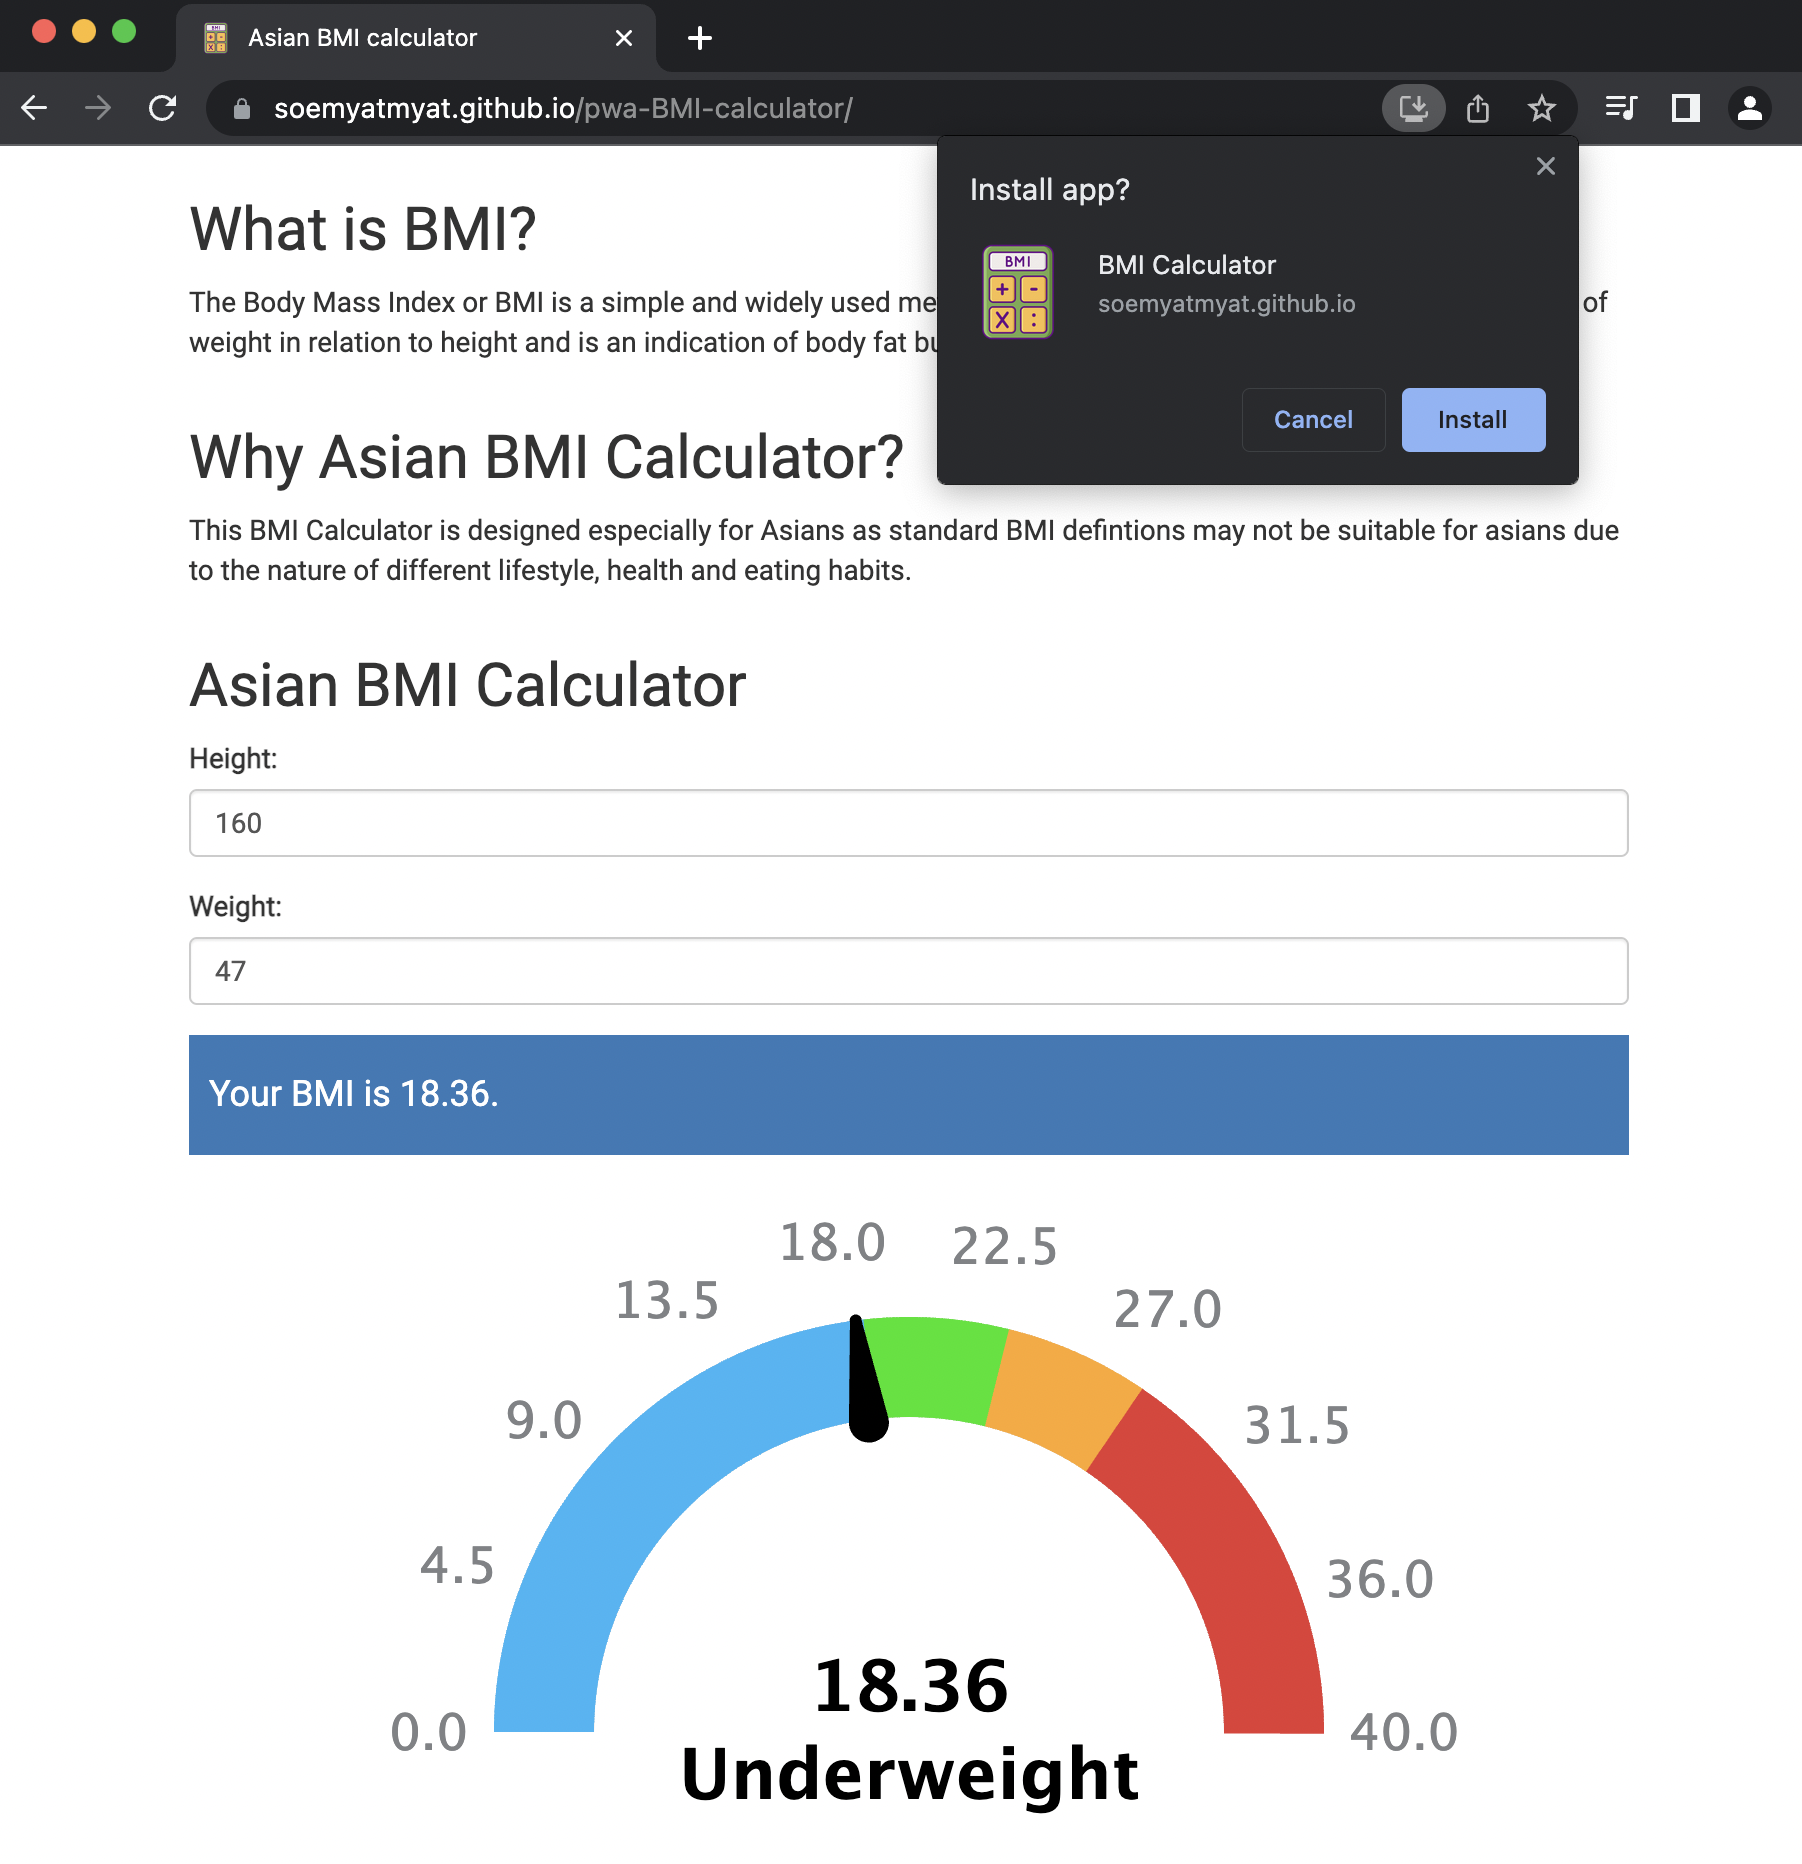 Asian BMI calculator
soemyatmyat.github.io/pwa-BMI-calculator/
Install app?
BMI
+ -
X :
BMI Calculator
soemyatmyat.github.io
Cancel
Install
What is BMI?
The Body Mass Index or BMI is a simple and widely used me of
weight in relation to height and is an indication of body fat bu
Why Asian BMI Calculator?
This BMI Calculator is designed especially for Asians as standard BMI defintions may not be suitable for asians due
to the nature of different lifestyle, health and eating habits.
Asian BMI Calculator
Height:
160
Weight:
47
Your BMI is 18.36.
0.0
4.5
9.0
13.5
18.0
22.5
27.0
31.5
36.0
40.0
18.36
Underweight